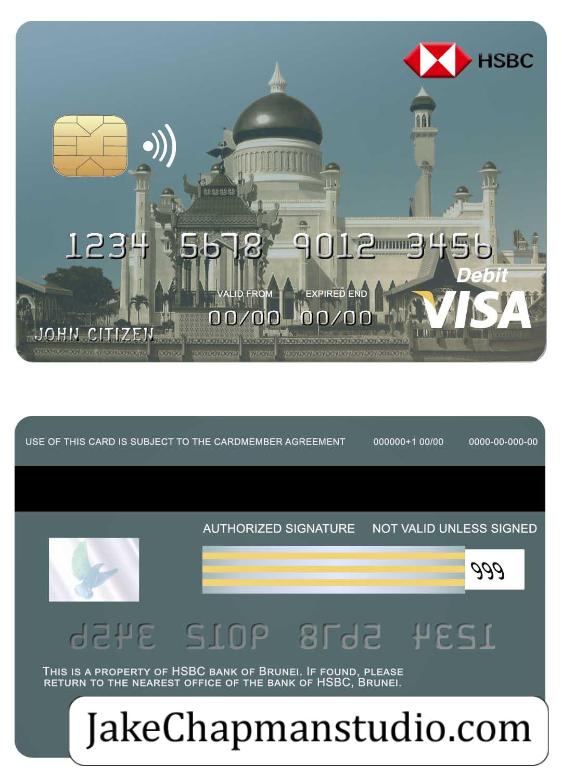 HSBC
1234 5678 9012 3456
Debit
VALID FROM EXPIRED END
VISA
00/00 00/00
JOHN CITIZEN
USE OF THIS CARD IS SUBJECT TO THE CARDMEMBER AGREEMENT 000000+1 00/00 0000-00-000-00
AUTHORIZED SIGNATURE NOT VALID UNLESS SIGNED
999
THIS IS A PROPERTY OF HSBC BANK OF BRUNEI. IF FOUND, PLEASE
RETURN TO THE NEAREST OFFICE OF THE BANK OF HSBC, BRUNEI.
JakeChapmanstudio.com